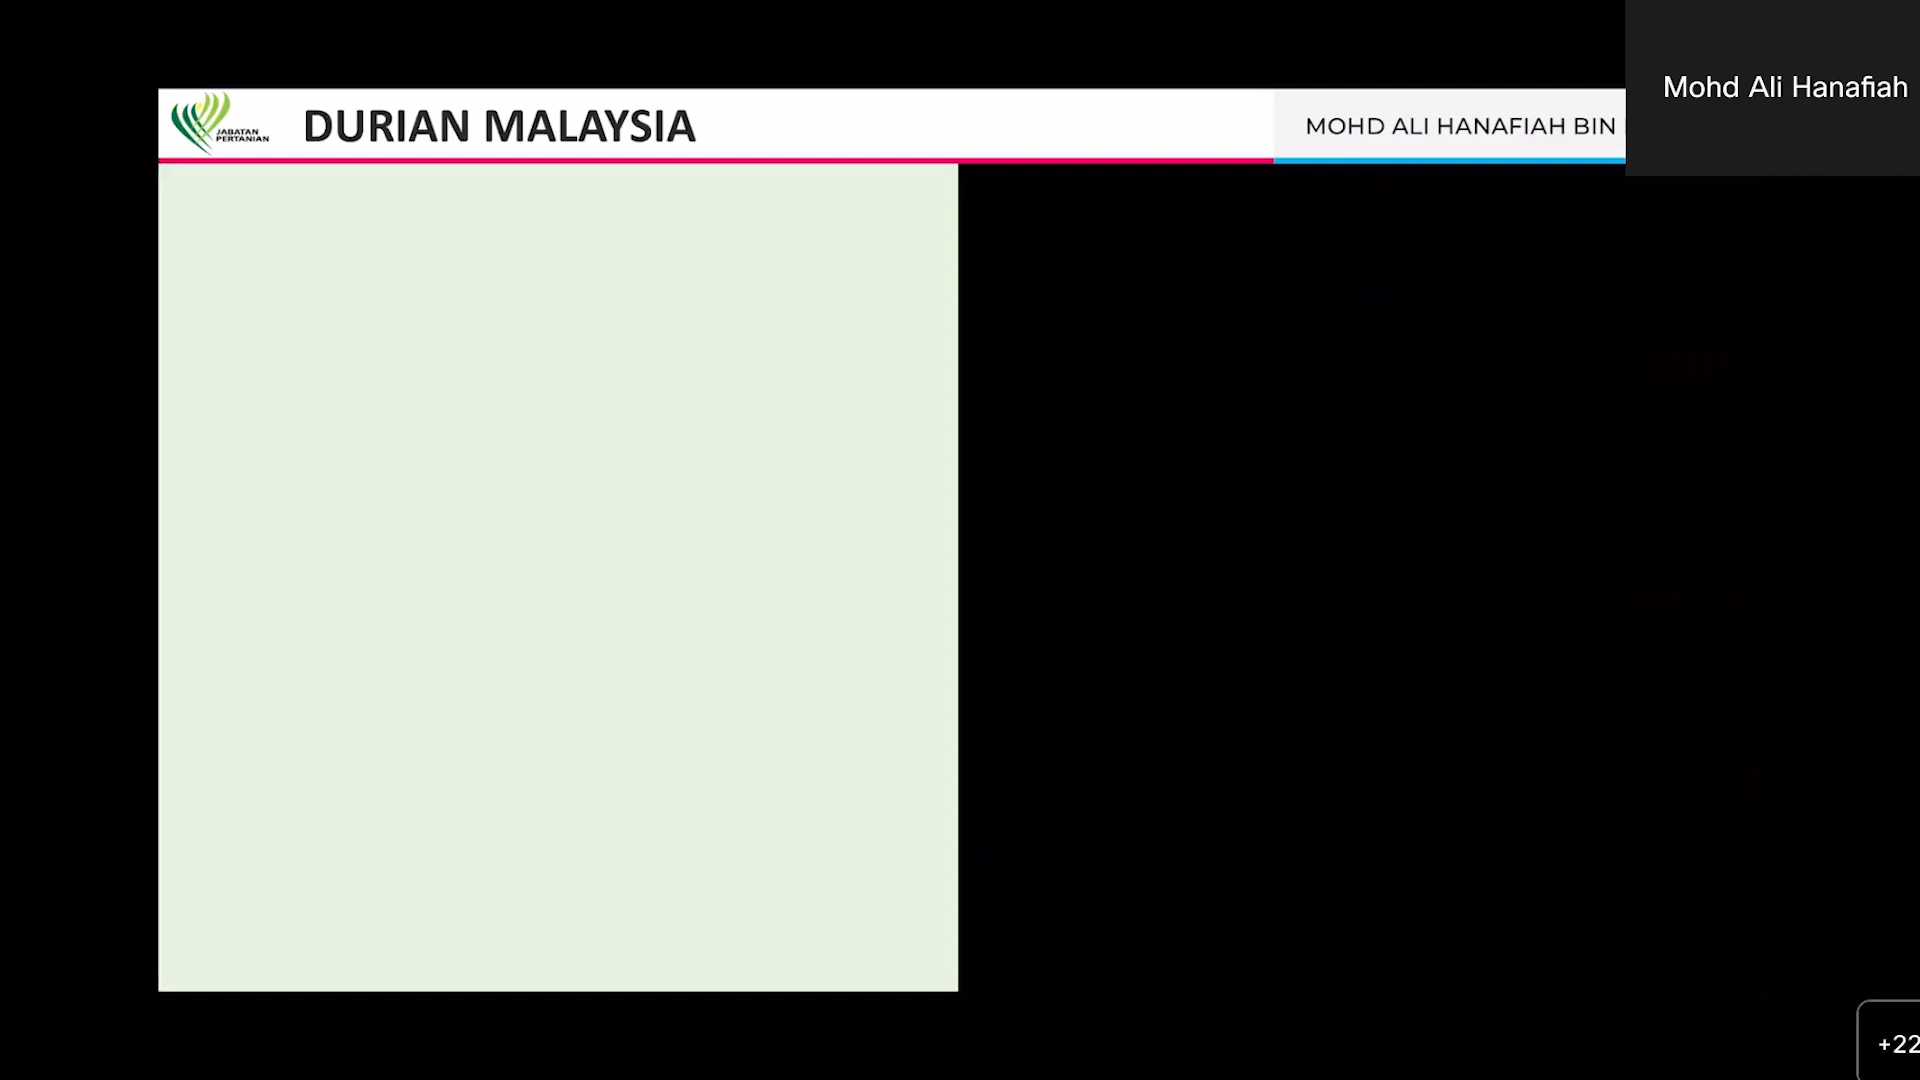 Mohd Ali Hanafiah
JABATAN
PERTANIAN
DURIAN MALAYSIA
MOHD ALI HANAFIAH BIN
+22